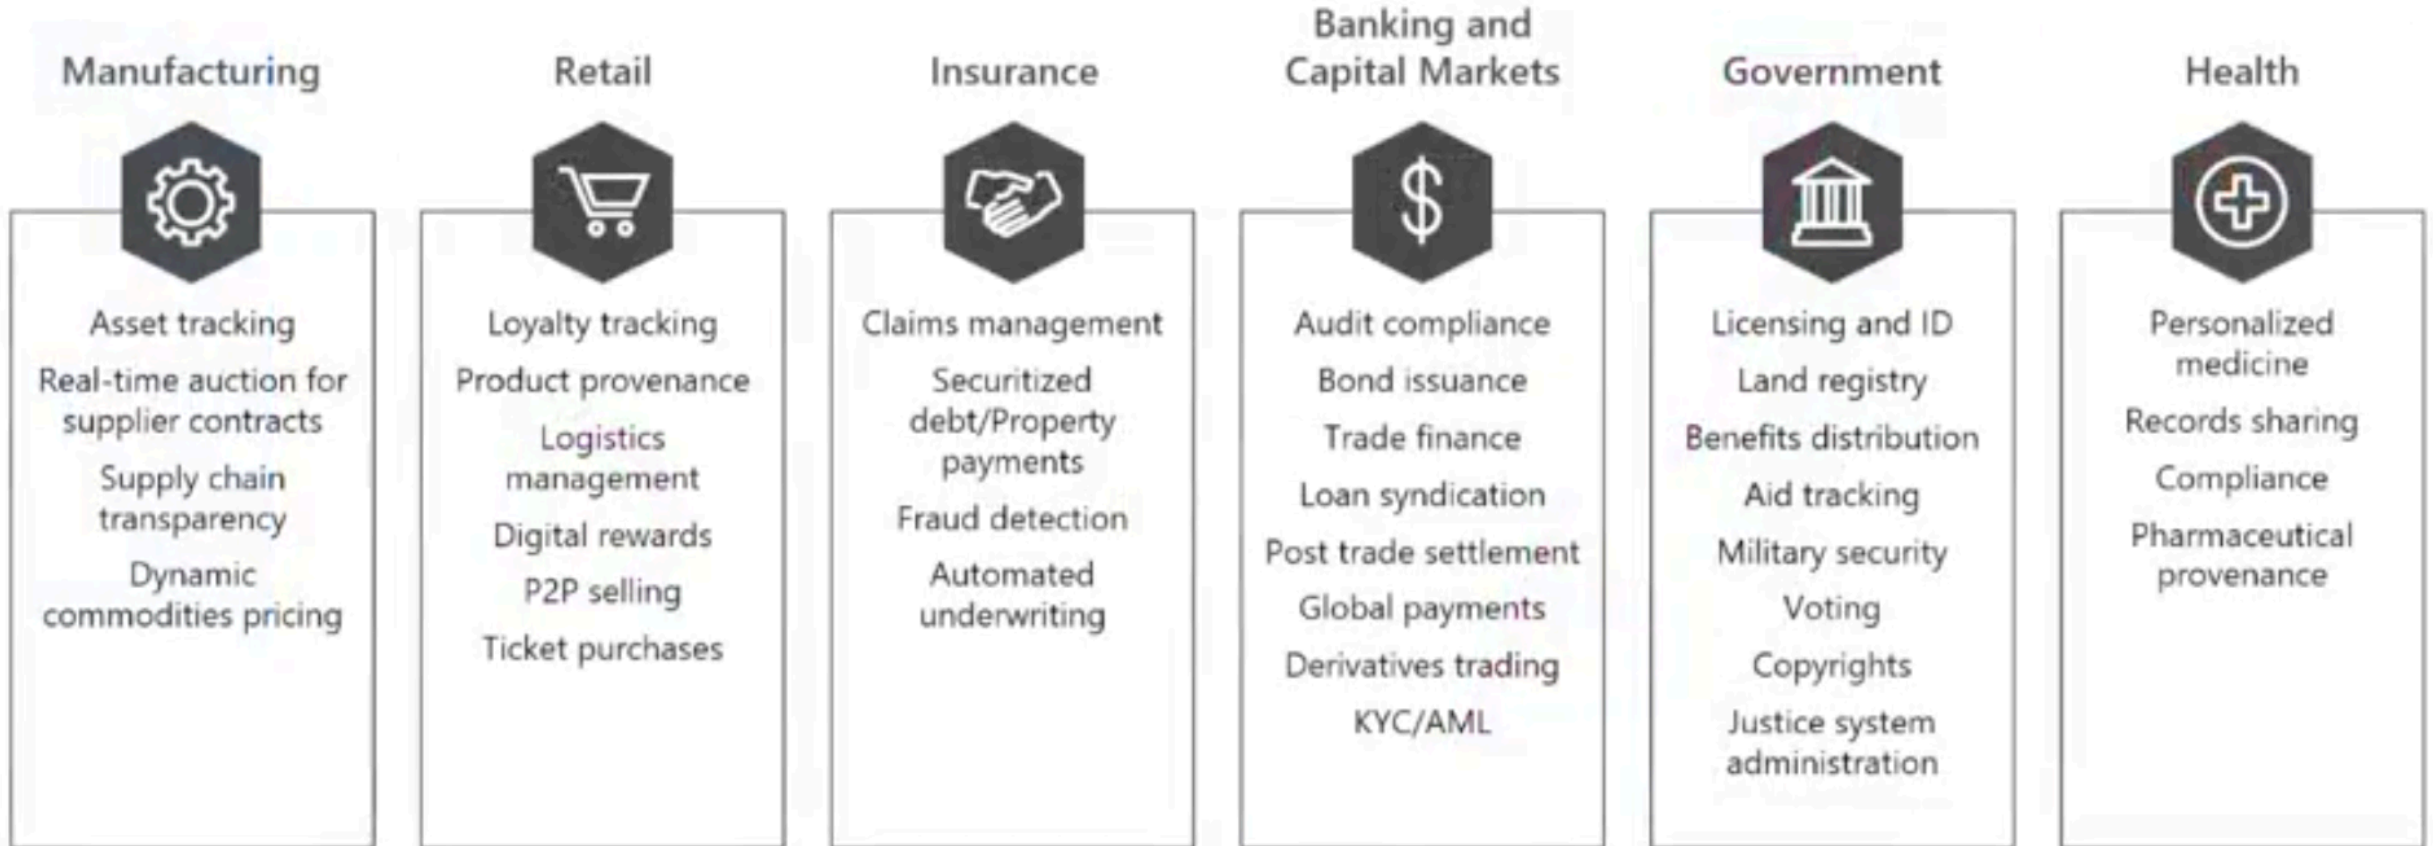 Manufacturing
Asset tracking
Real-time auction for
supplier contracts
Supply chain
transparency
Dynamic
commodities pricing
Retail
Loyalty tracking
Product provenance
Logistics
management
Digital rewards
P2P selling
Ticket purchases
Insurance
Claims management
Securitized
debt/Property
payments
Fraud detection
Automated
underwriting
Banking and
Capital Markets
$
Audit compliance
Bond issuance
Trade finance
Loan syndication
Post trade settlement
Global payments
Derivatives trading
KYC/AML
Government
Licensing and ID
Land registry
Benefits distribution
Aid tracking
Military security
Voting
Copyrights
Justice system
administration
Health
Personalized
medicine
Records sharing
Compliance
Pharmaceutical
provenance